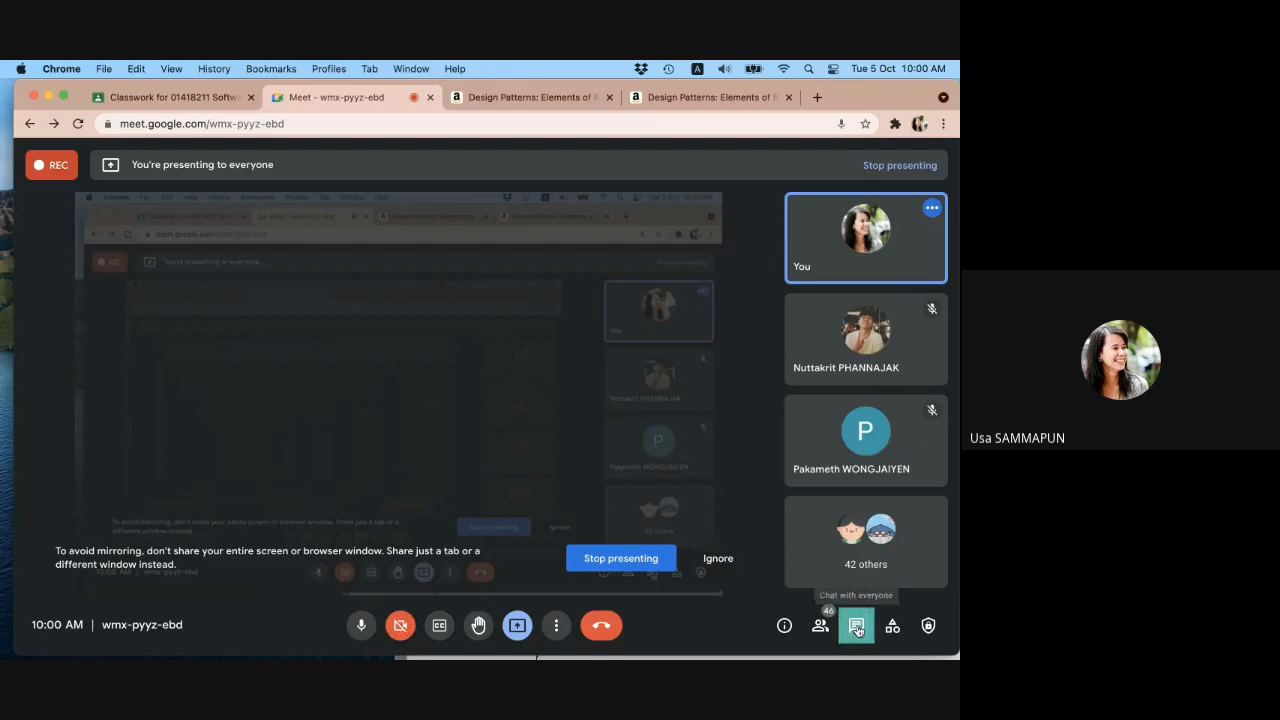 Chrome File Edit View History Bookmarks Profiles Tab Window Help A Tue 5 Oct 10:00 AM
Classwork for 01418211 Softw Meet - wmx-pyyz-ebd Design Patterns: Elements of R Design Patterns: Elements of R
meet.google.com/wmx-pyyz-ebd
REC You're presenting to everyone Stop presenting
You
Nuttakrit PHANNAJAK
P
Pakameth WONGJAIYEN
42 others
To avoid mirroring, don't share your entire screen or browser window. Share just a tab or a
different window instead.
Stop presenting Ignore
Chat with everyone
46
10:00 AM | wmx-pyyz-ebd
Usa SAMMAPUN